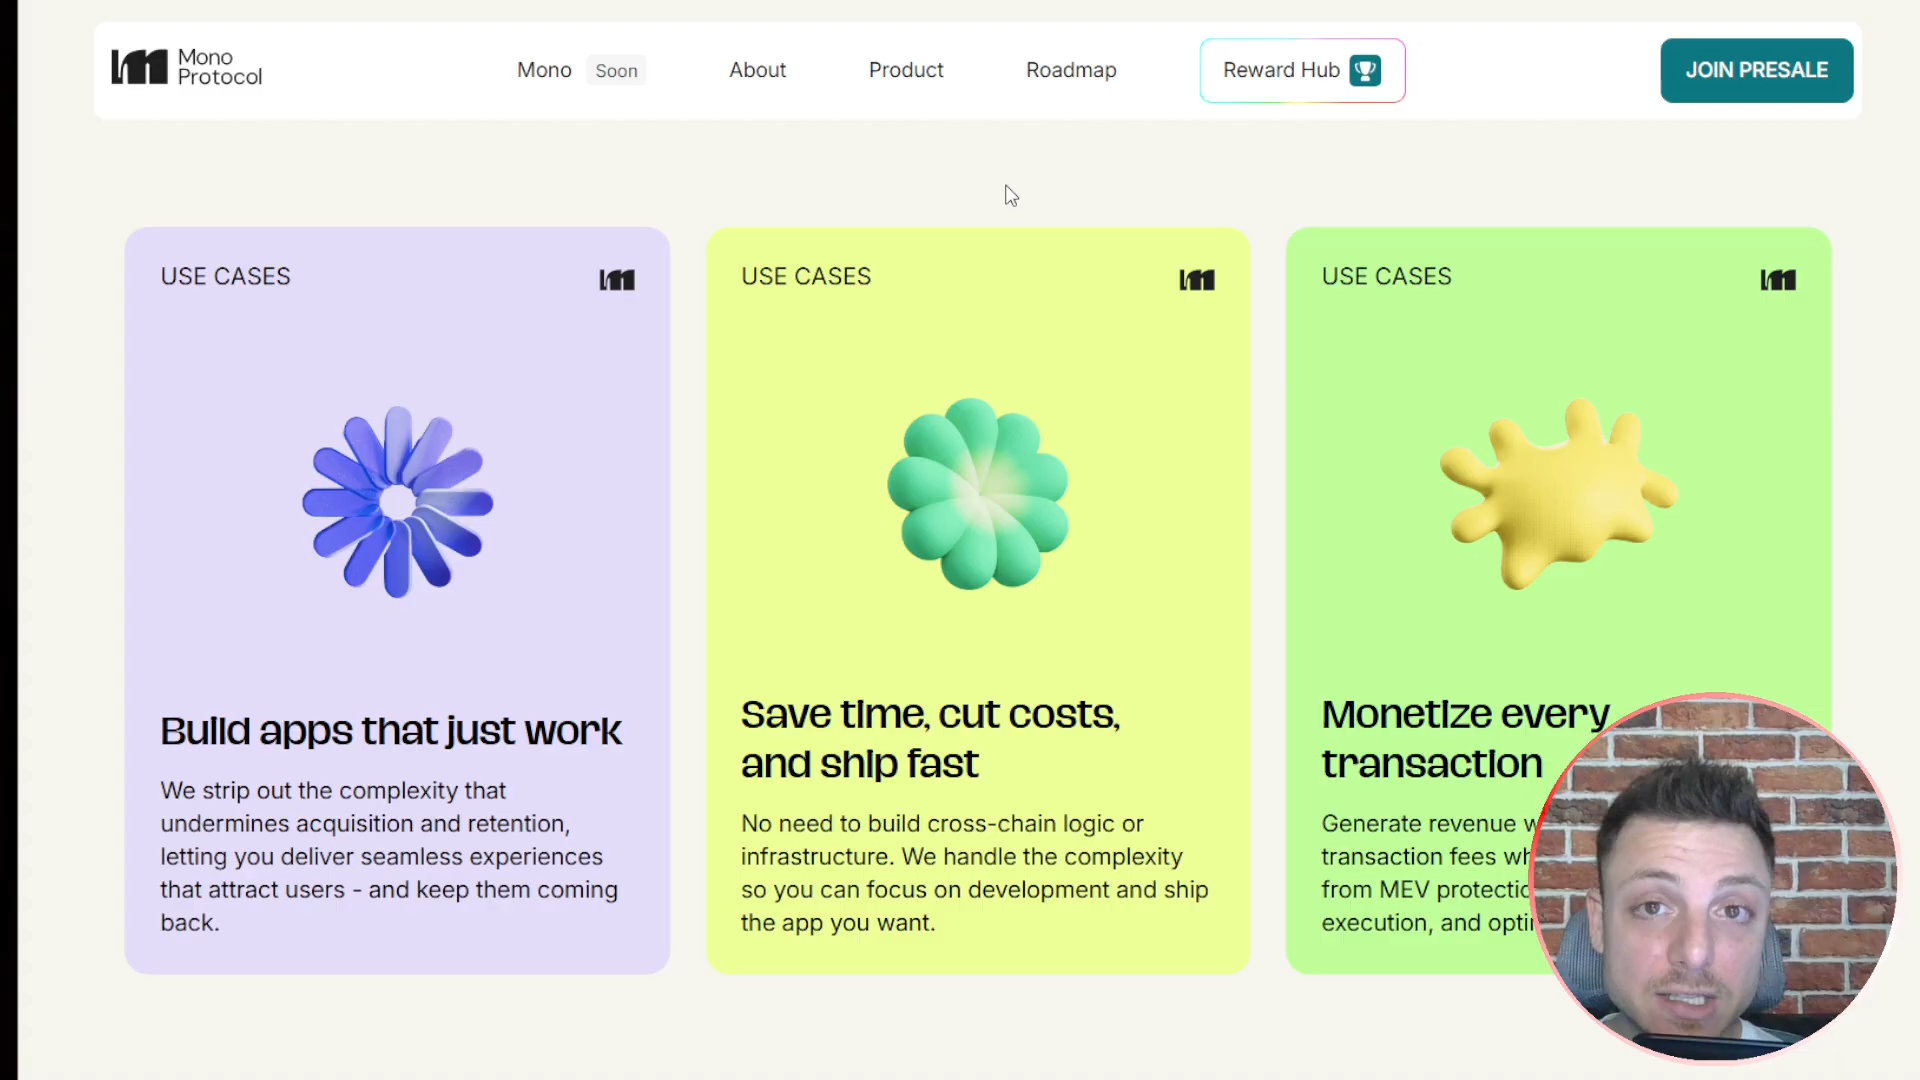 Mono
Protocol
Mono Soon
About
Product
Roadmap
Reward Hub
JOIN PRESALE
USE CASES
Build apps that just work
We strip out the complexity that
undermines acquisition and retention,
letting you deliver seamless experiences
that attract users - and keep them coming
back.
USE CASES
Save time, cut costs,
and ship fast
No need to build cross-chain logic or
infrastructure. We handle the complexity
so you can focus on development and ship
the app you want.
USE CASES
Monetize every
transaction
Generate revenue
transaction fees
from MEV
execution, and